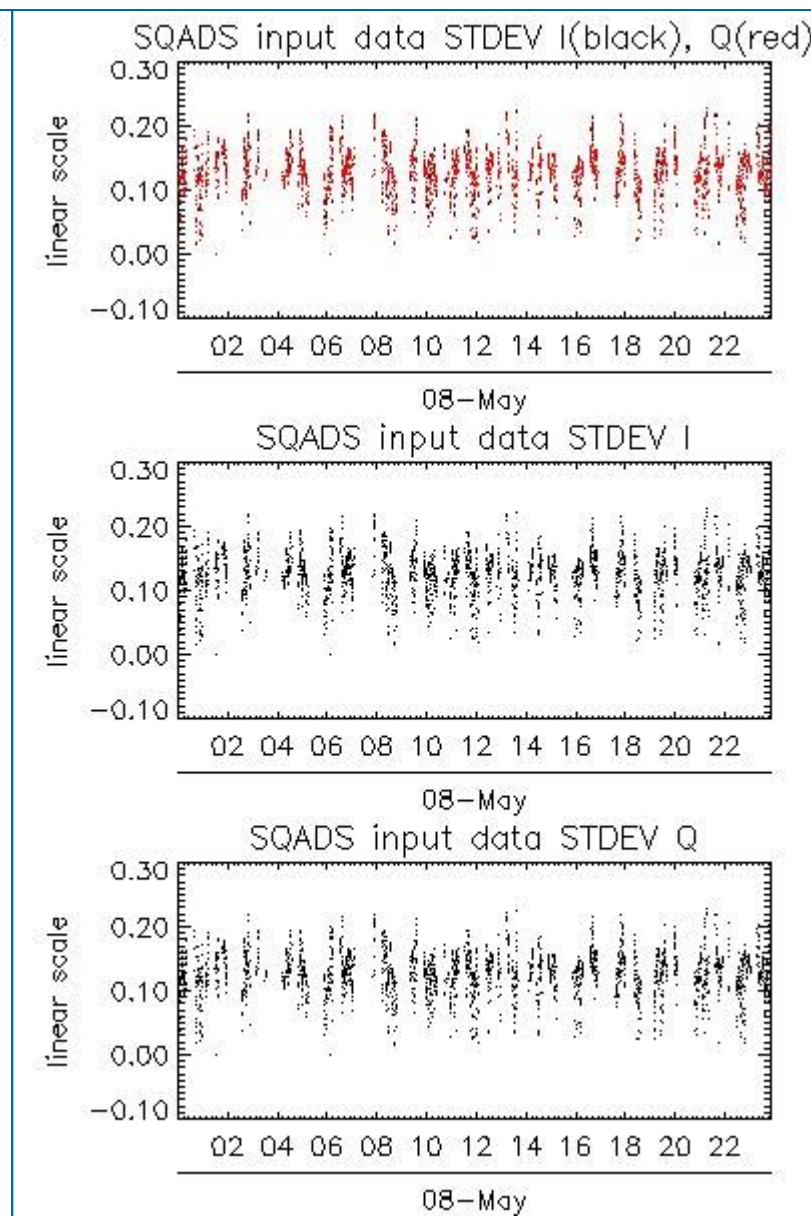 SQADS input data STDEV I(black), Q(red)
0.30
0.20
0.10
0.00
-0.10
linear scale
02 04 06 08 10 12 14 16 18 20 22
08-May
SQADS input data STDEV I
0.30
0.20
0.10
0.00
-0.10
linear scale
02 04 06 08 10 12 14 16 18 20 22
08-May
SQADS input data STDEV Q
0.30
0.20
0.10
0.00
-0.10
linear scale
02 04 06 08 10 12 14 16 18 20 22
08-May